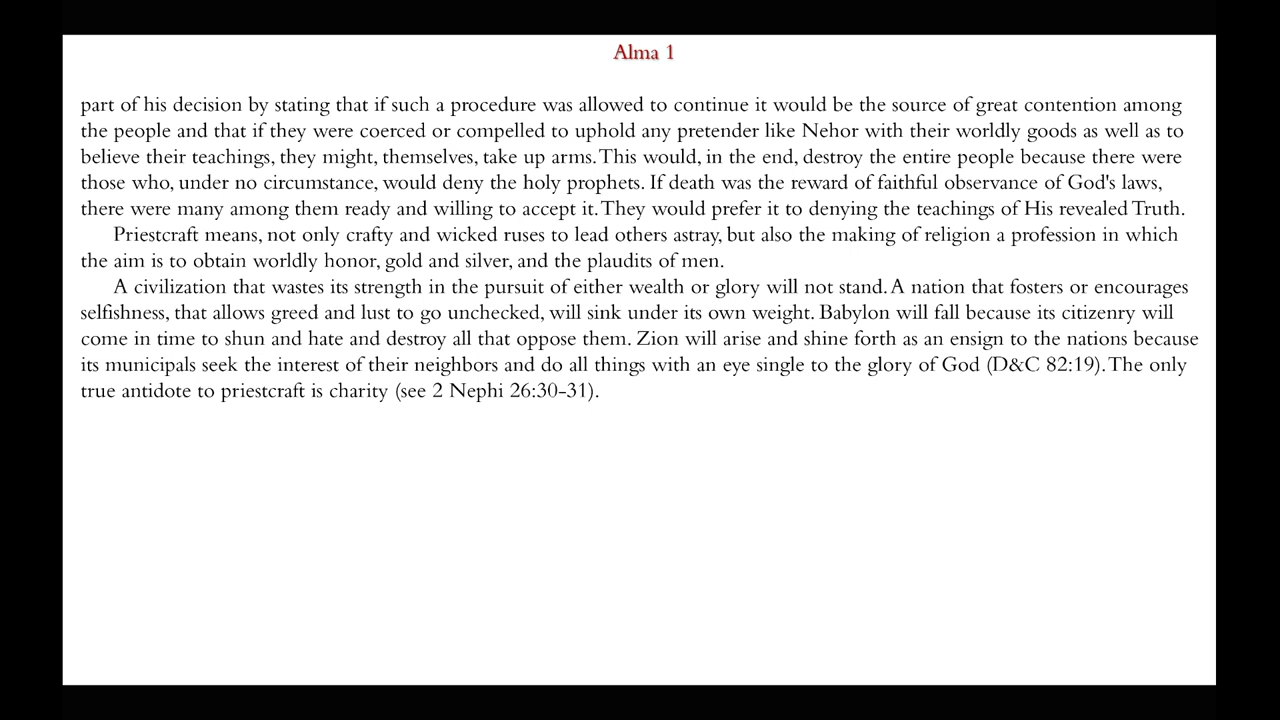 Alma 1
part of his decision by stating that if such a procedure was allowed to continue it would be the source of great contention among
the people and that if they were coerced or compelled to uphold any pretender like Nehor with their worldly goods as well as to
believe their teachings, they might, themselves, take up arms. This would, in the end, destroy the entire people because there were
those who, under no circumstance, would deny the holy prophets. If death was the reward of faithful observance of God's laws,
there were many among them ready and willing to accept it. They would prefer it to denying the teachings of His revealed Truth.
Priestcraft means, not only crafty and wicked ruses to lead others astray, but also the making of religion a profession in which
the aim is to obtain worldly honor, gold and silver, and the plaudits of men.
A civilization that wastes its strength in the pursuit of either wealth or glory will not stand. A nation that fosters or encourages
selfishness, that allows greed and lust to go unchecked, will sink under its own weight. Babylon will fall because its citizenry will
come in time to shun and hate and destroy all that oppose them. Zion will arise and shine forth as an ensign to the nations because
its municipals seek the interest of their neighbors and do all things with an eye single to the glory of God (D&C 82:19). The only
true antidote to priestcraft is charity (see 2 Nephi 26:30-31).